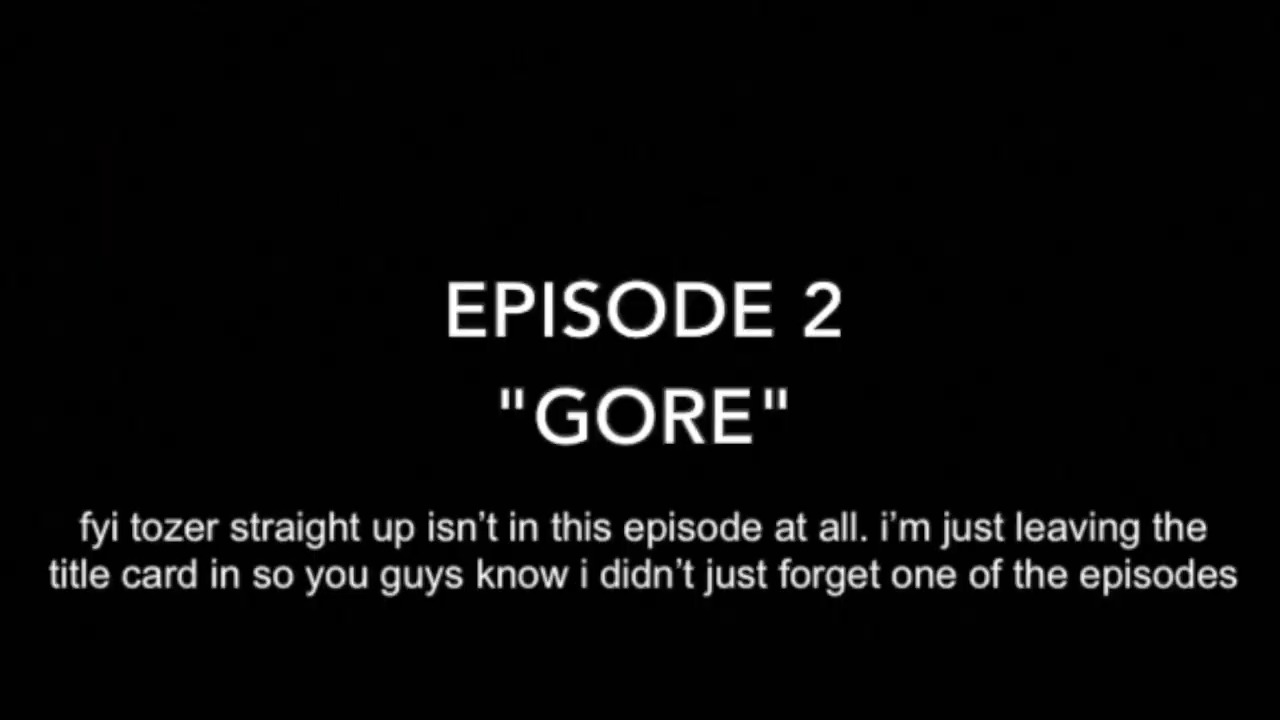 EPISODE 2
"GORE"
fyi tozer straight up isn’t in this episode at all. i’m just leaving the
title card in so you guys know i didn’t just forget one of the episodes